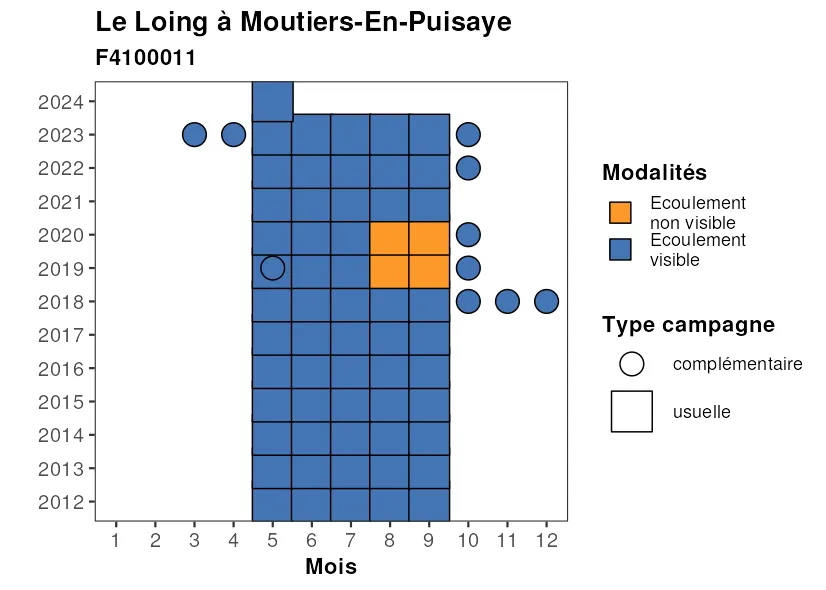 Le Loing à Moutiers-En-Puisaye
F4100011
2024
2023
2022
2021
2020
2019
2018
2017
2016
2015
2014
2013
2012
1 2 3 4 5 6 7 8 9 10 11 12
Mois
Modalités
Ecoulement
non visible
Ecoulement
visible
Type campagne
complémentaire
usuelle